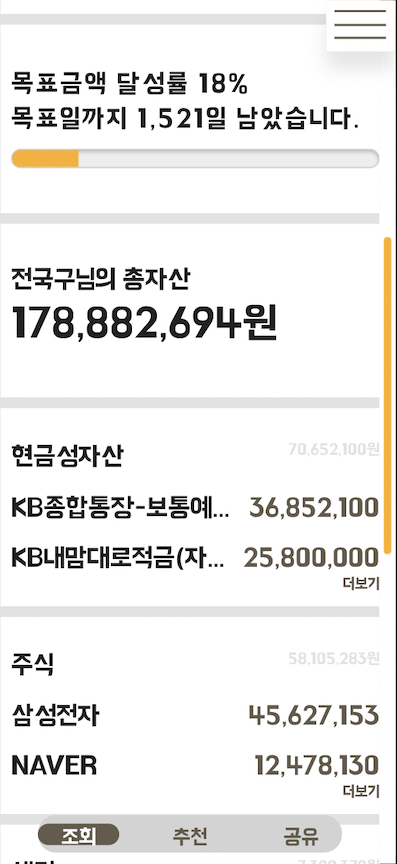 목표금액 달성률 18%
목표일까지 1,521일 남았습니다.
전국구님의 총자산
178,882,694원
현금성자산 70,652,100원
KB종합통장-보통예... 36,852,100
KB내맘대로적금(자... 25,800,000
더보기
주식 58,105,283원
삼성전자 45,627,153
NAVER 12,478,130
더보기
조회 추천 공유